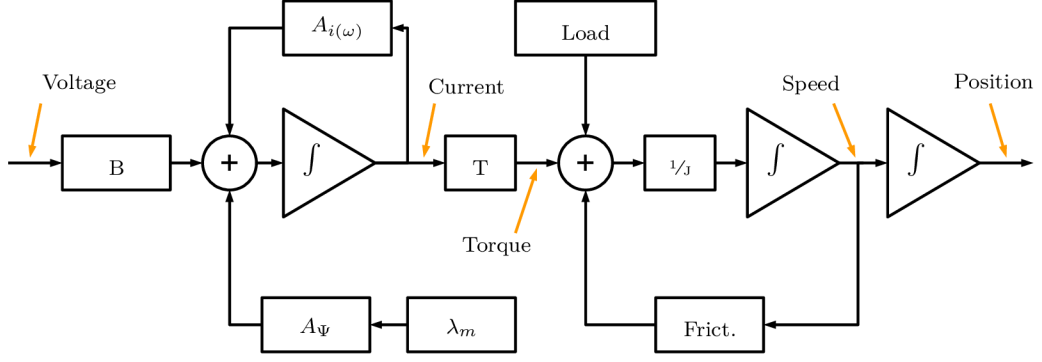 A_{i(ω)}
Load
Voltage
Current
Speed
Position
B
+
∫
T
+
¹⁄J
∫
∫
Torque
A_Ψ
λ_m
Frict.